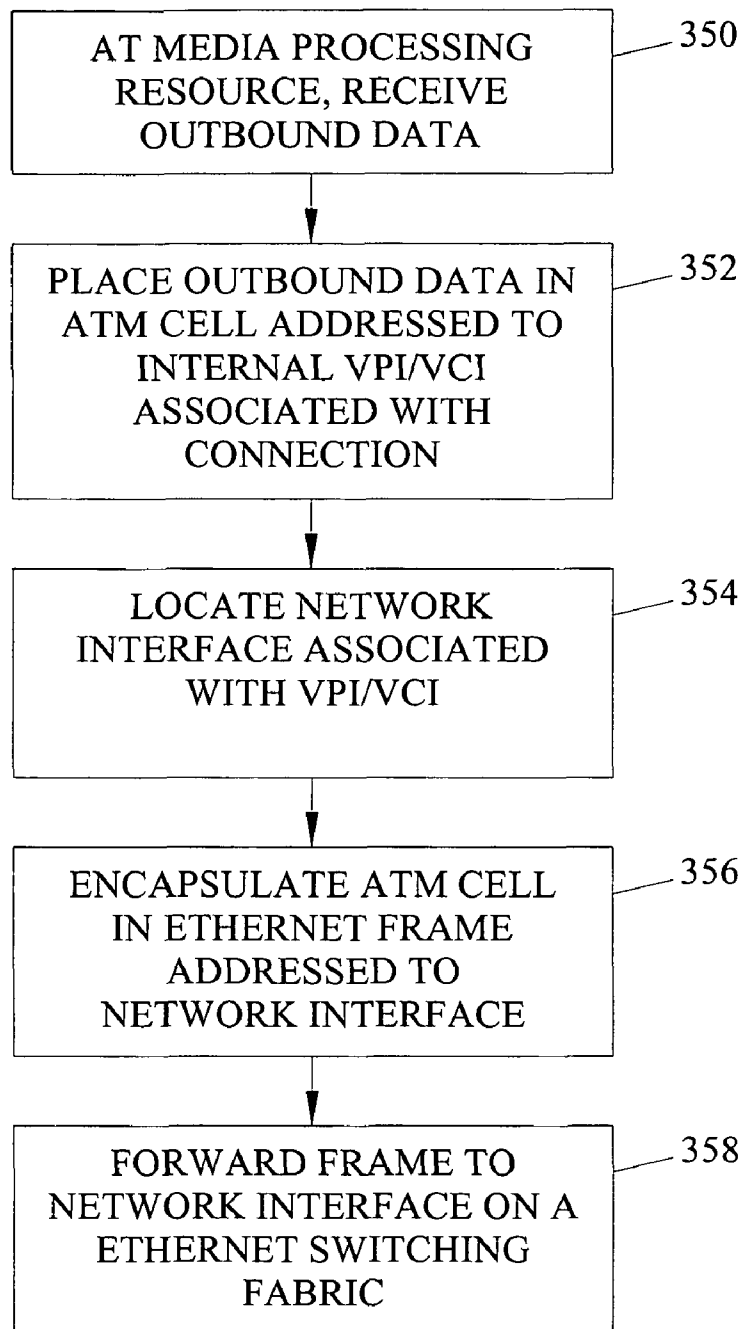 AT MEDIA PROCESSING
RESOURCE, RECEIVE
OUTBOUND DATA
350
PLACE OUTBOUND DATA IN
ATM CELL ADDRESSED TO
INTERNAL VPI/VCI
ASSOCIATED WITH
CONNECTION
352
LOCATE NETWORK
INTERFACE ASSOCIATED
WITH VPI/VCI
354
ENCAPSULATE ATM CELL
IN ETHERNET FRAME
ADDRESSED TO
NETWORK INTERFACE
356
FORWARD FRAME TO
NETWORK INTERFACE ON A
ETHERNET SWITCHING
FABRIC
358